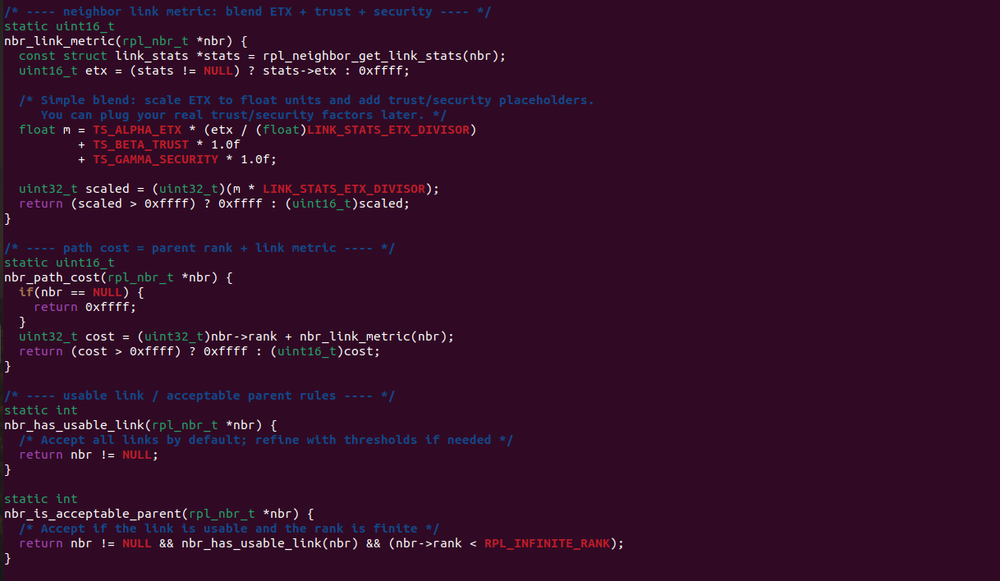 /* ---- neighbor link metric: blend ETX + trust + security ---- */
static uint16_t
nbr_link_metric(rpl_nbr_t *nbr) {
  const struct link_stats *stats = rpl_neighbor_get_link_stats(nbr);
  uint16_t etx = (stats != NULL) ? stats->etx : 0xffff;

  /* Simple blend: scale ETX to float units and add trust/security placeholders.
     You can plug your real trust/security factors later. */
  float m = TS_ALPHA_ETX * (etx / (float)LINK_STATS_ETX_DIVISOR)
          + TS_BETA_TRUST * 1.0f
          + TS_GAMMA_SECURITY * 1.0f;

  uint32_t scaled = (uint32_t)(m * LINK_STATS_ETX_DIVISOR);
  return (scaled > 0xffff) ? 0xffff : (uint16_t)scaled;
}

/* ---- path cost = parent rank + link metric ---- */
static uint16_t
nbr_path_cost(rpl_nbr_t *nbr) {
  if(nbr == NULL) {
    return 0xffff;
  }
  uint32_t cost = (uint32_t)nbr->rank + nbr_link_metric(nbr);
  return (cost > 0xffff) ? 0xffff : (uint16_t)cost;
}

/* ---- usable link / acceptable parent rules ---- */
static int
nbr_has_usable_link(rpl_nbr_t *nbr) {
  /* Accept all links by default; refine with thresholds if needed */
  return nbr != NULL;
}

static int
nbr_is_acceptable_parent(rpl_nbr_t *nbr) {
  /* Accept if the link is usable and the rank is finite */
  return nbr != NULL && nbr_has_usable_link(nbr) && (nbr->rank < RPL_INFINITE_RANK);
}